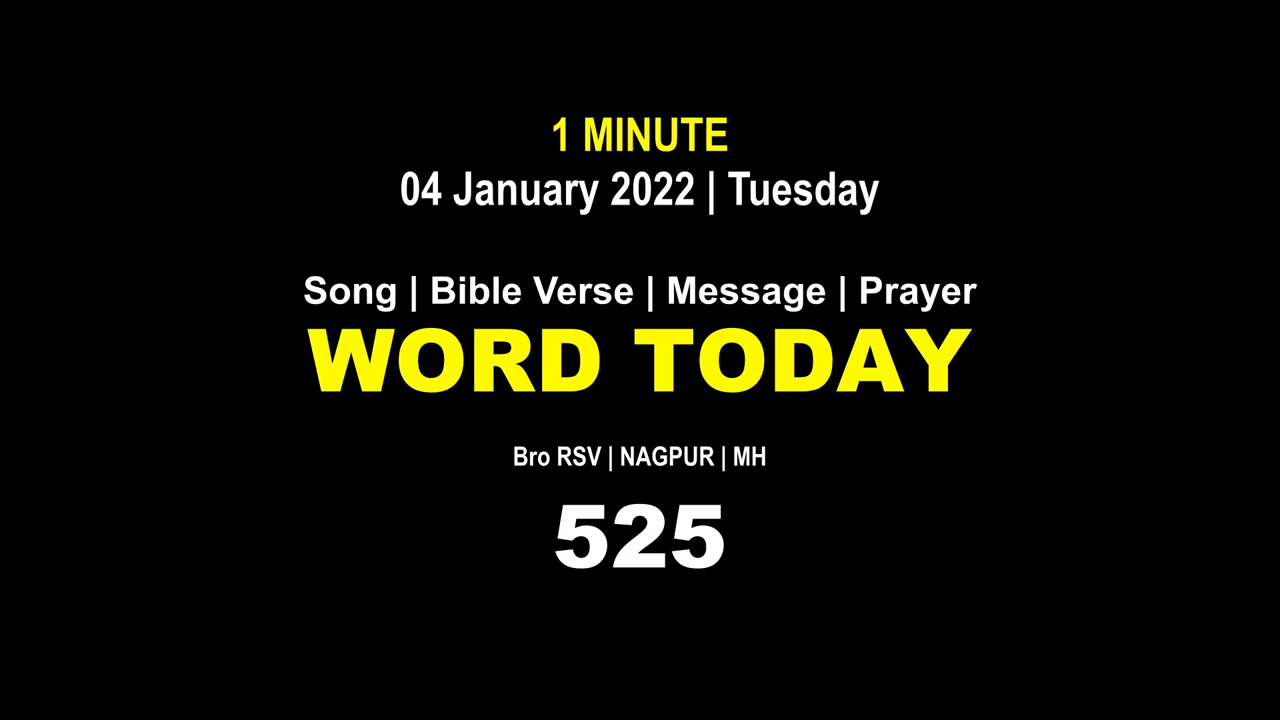 1 MINUTE
04 January 2022 | Tuesday
Song | Bible Verse | Message | Prayer
WORD TODAY
Bro RSV | NAGPUR | MH
525